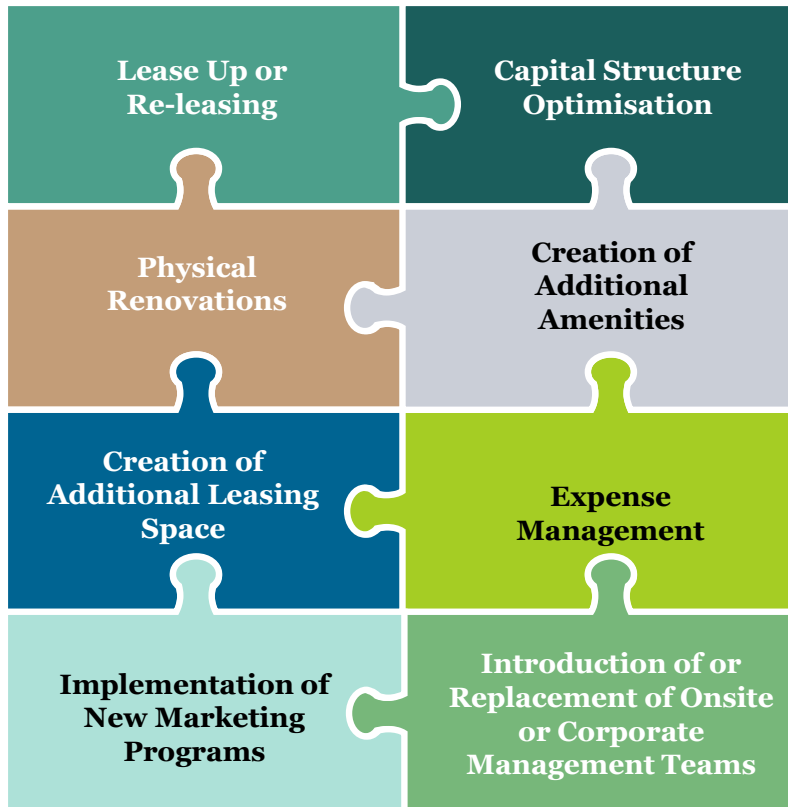 Lease Up or
Re-leasing
Capital Structure
Optimisation
Physical
Renovations
Creation of
Additional
Amenities
Creation of
Additional Leasing
Space
Expense
Management
Implementation of
New Marketing
Programs
Introduction of or
Replacement of Onsite
or Corporate
Management Teams